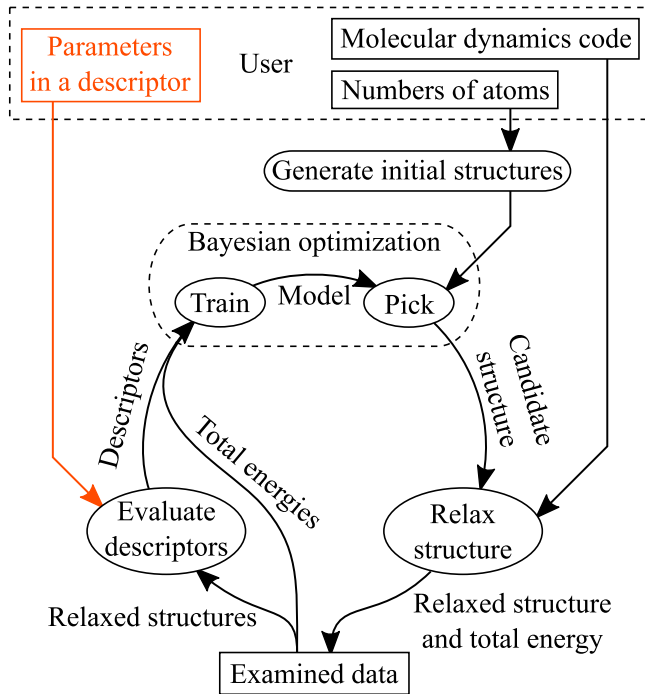 Parameters
in a descriptor
User
Molecular dynamics code
Numbers of atoms
Generate initial structures
Bayesian optimization
Train
Model
Pick
Descriptors
Total energies
Candidate
structure
Evaluate
descriptors
Relax
structure
Relaxed structures
Relaxed structure
and total energy
Examined data